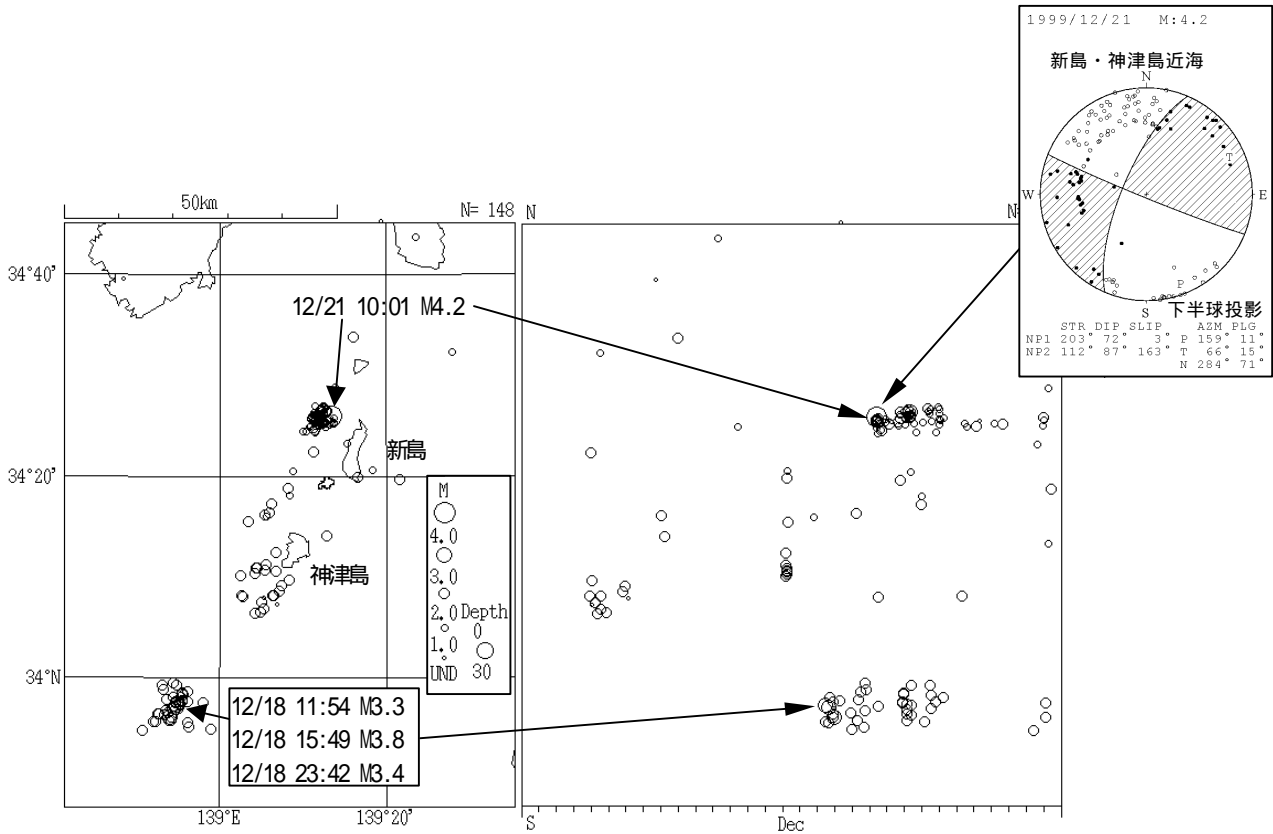 1999/12/21 M:4.2
新島・神津島近海
N
W
E
T
P
S
下半球投影
STR DIP SLIP AZM PLG
NP1 203° 72° 3° P 159° 11°
NP2 112° 87° 163° T 66° 15°
N 284° 71°
50km
N= 148
N
N=
34°40'
12/21 10:01 M4.2
新島
34°20'
M
4.0
3.0
2.0 Depth
0
1.0
UND 30
神津島
34°N
12/18 11:54 M3.3
12/18 15:49 M3.8
12/18 23:42 M3.4
139°E
139°20'
S
Dec